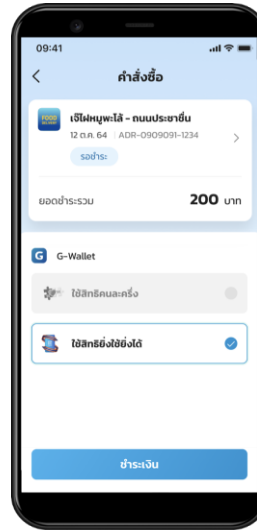 09:41
คำสั่งซื้อ
FOOD
DELIVERY
เจ๊ไฝหมูพะโล้ - ถนนประชาชื่น
12 ต.ค. 64 | ADR-0909091-1234
รอชำระ
ยอดชำระรวม 200 บาท
G G-Wallet
ใช้สิทธิคนละครึ่ง
ใช้สิทธิยิ่งใช้ยิ่งได้
ชำระเงิน